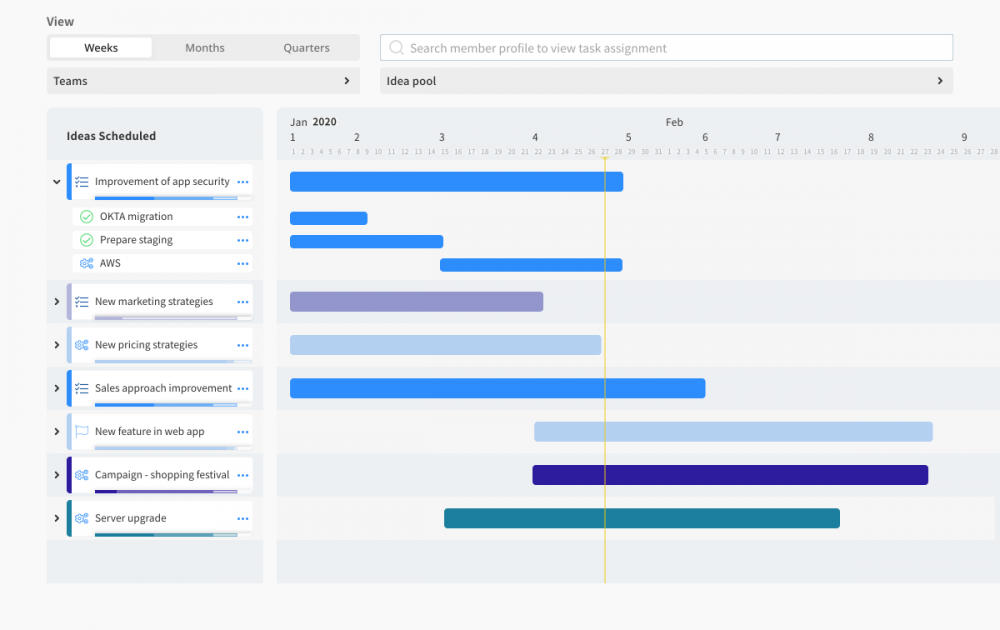 View
Weeks Months Quarters
Search member profile to view task assignment
Teams
Idea pool
Ideas Scheduled
Jan 2020 Feb
1 2 3 4 5 6 7 8 9
1 2 3 4 5 6 7 8 9 10 11 12 13 14 15 16 17 18 19 20 21 22 23 24 25 26 27 28 29 30 31 1 2 3 4 5 6 7 8 9 10 11 12 13 14 15 16 17 18 19 20 21 22 23 24 25 26 27 28
Improvement of app security
OKTA migration
Prepare staging
AWS
New marketing strategies
New pricing strategies
Sales approach improvement
New feature in web app
Campaign - shopping festival
Server upgrade